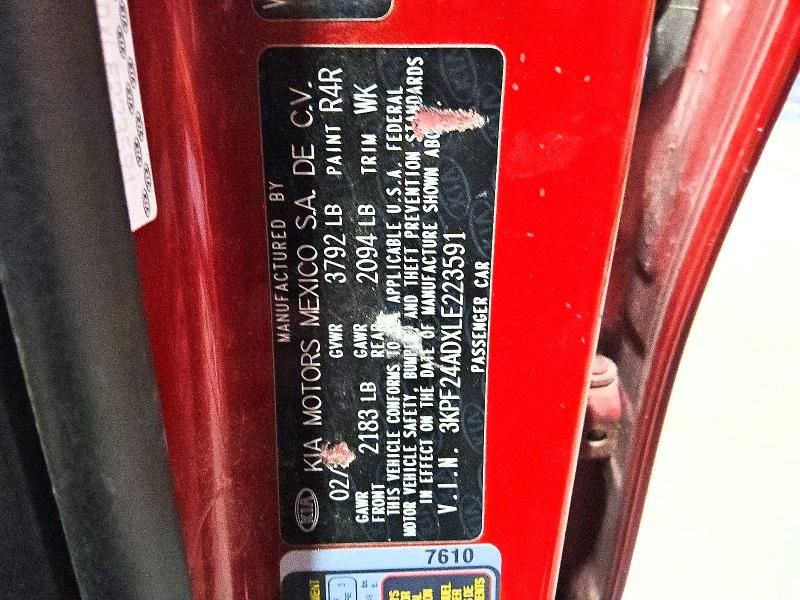 MANUFACTURED BY
KIA KIA MOTORS MEXICO S.A. DE C.V.
02/ GVWR 3792 LB PAINT R4R
GAWR FRONT 2183 LB GAWR REAR 2094 LB TRIM WK
THIS VEHICLE CONFORMS TO APPLICABLE U.S.A. FEDERAL
MOTOR VEHICLE SAFETY, AND THEFT PREVENTION STANDARDS
IN EFFECT ON THE DATE OF MANUFACTURE SHOWN
V.I.N. 3KPF24ADXLE223591
PASSENGER CAR
7610